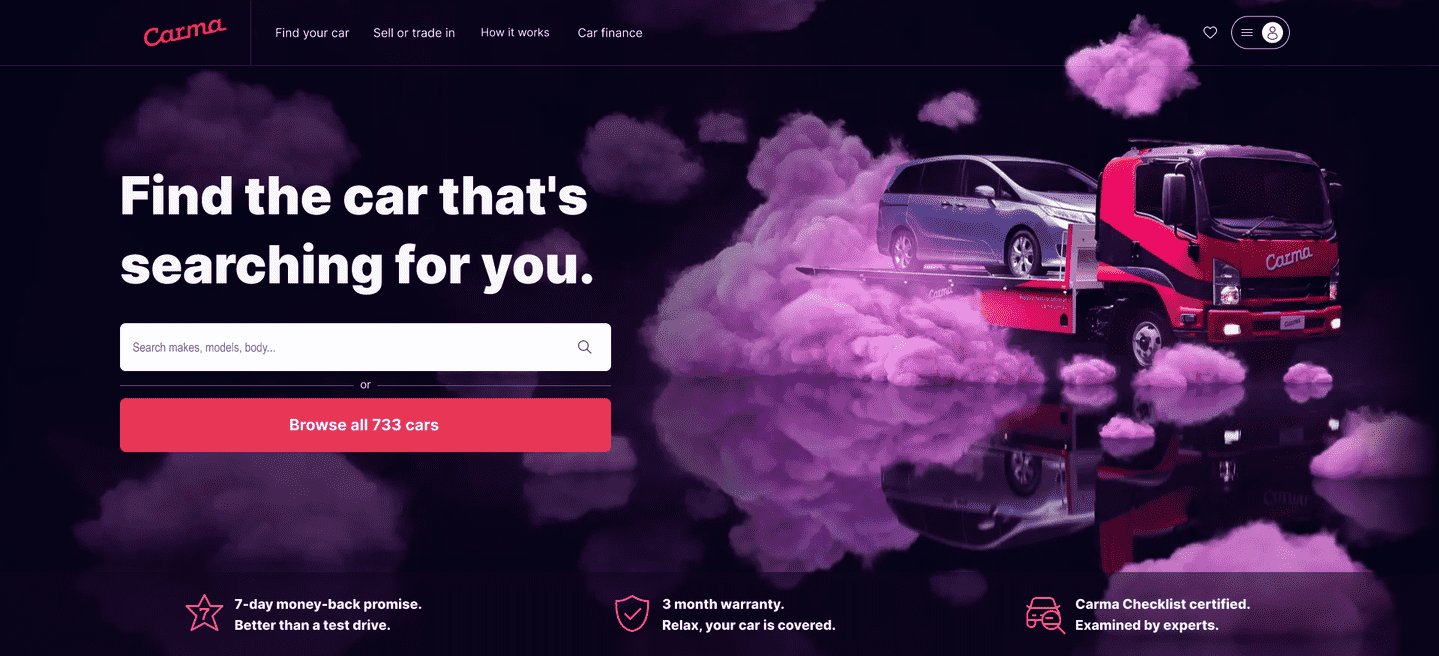 Carma
Find your car
Sell or trade in
How it works
Car finance
Find the car that's
searching for you.
Search makes, models, body...
or
Browse all 733 cars
Carma
Carma
Carma
7
7-day money-back promise.
Better than a test drive.
3 month warranty.
Relax, your car is covered.
Carma Checklist certified.
Examined by experts.